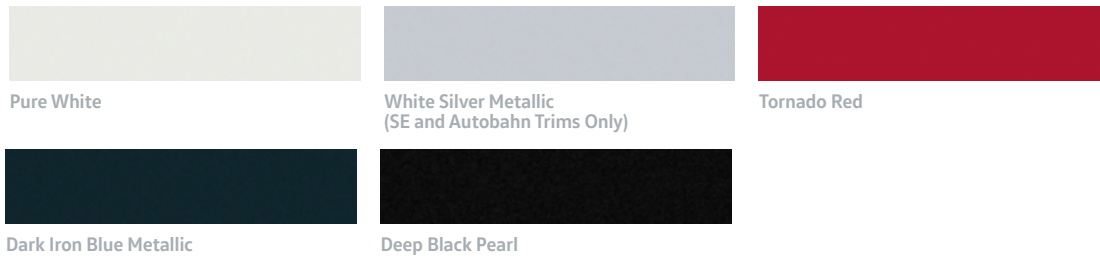 Pure White
White Silver Metallic
(SE and Autobahn Trims Only)
Tornado Red
Dark Iron Blue Metallic
Deep Black Pearl